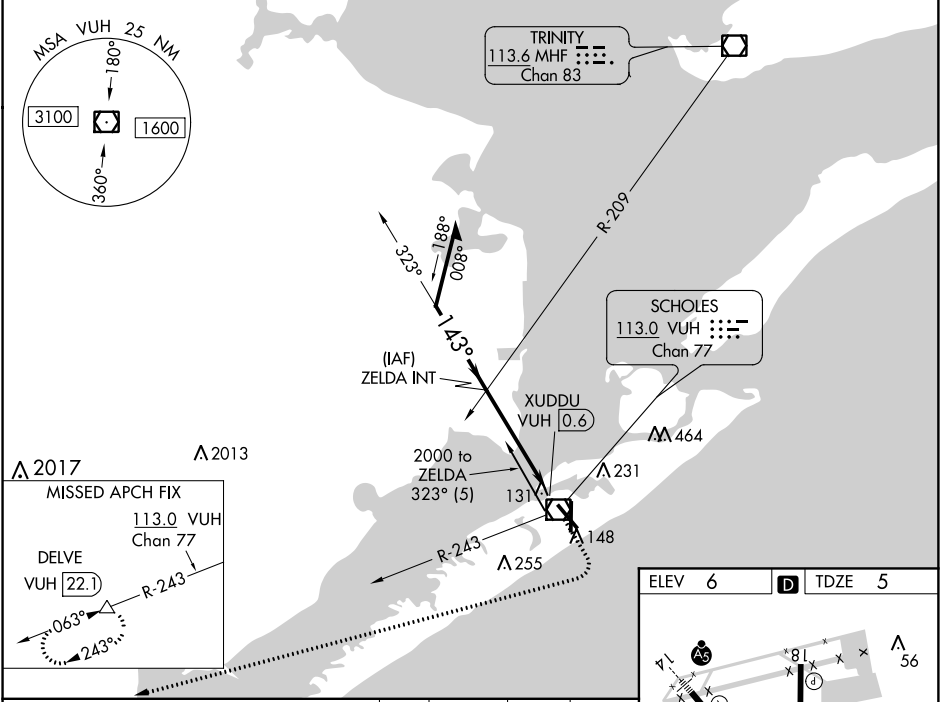 MSA VUH 25 NM
180°
3100
1600
360°
TRINITY
113.6 MHF
Chan 83
R-209
323°
188°
008°
143°
(IAF)
ZELDA INT
SCHOLES
113.0 VUH
Chan 77
XUDDU
VUH 0.6
464
231
2013
2017
2000 to
ZELDA
323° (5)
131
148
R-243
255
MISSED APCH FIX
113.0 VUH
Chan 77
DELVE
VUH 22.1
R-243
063°
243°
ELEV 6
D
TDZE 5
A5
14
18
P
56